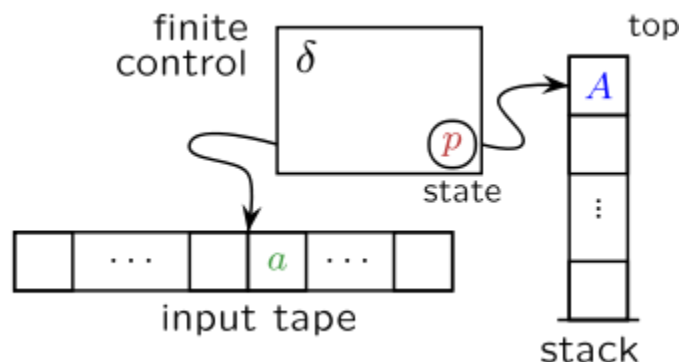 finite
control
δ
top
A
p
state
··· a ···
⋮
input tape
stack